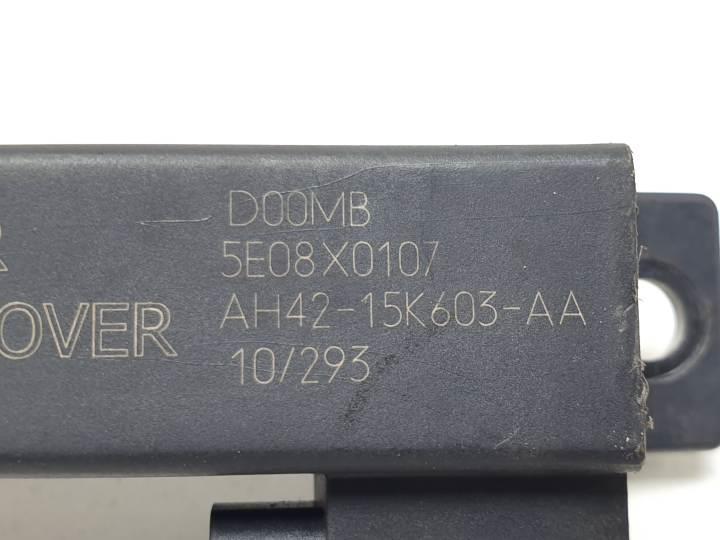 D00MB
5E08X0107
R
AH42-15K603-AA
OVER
10/293